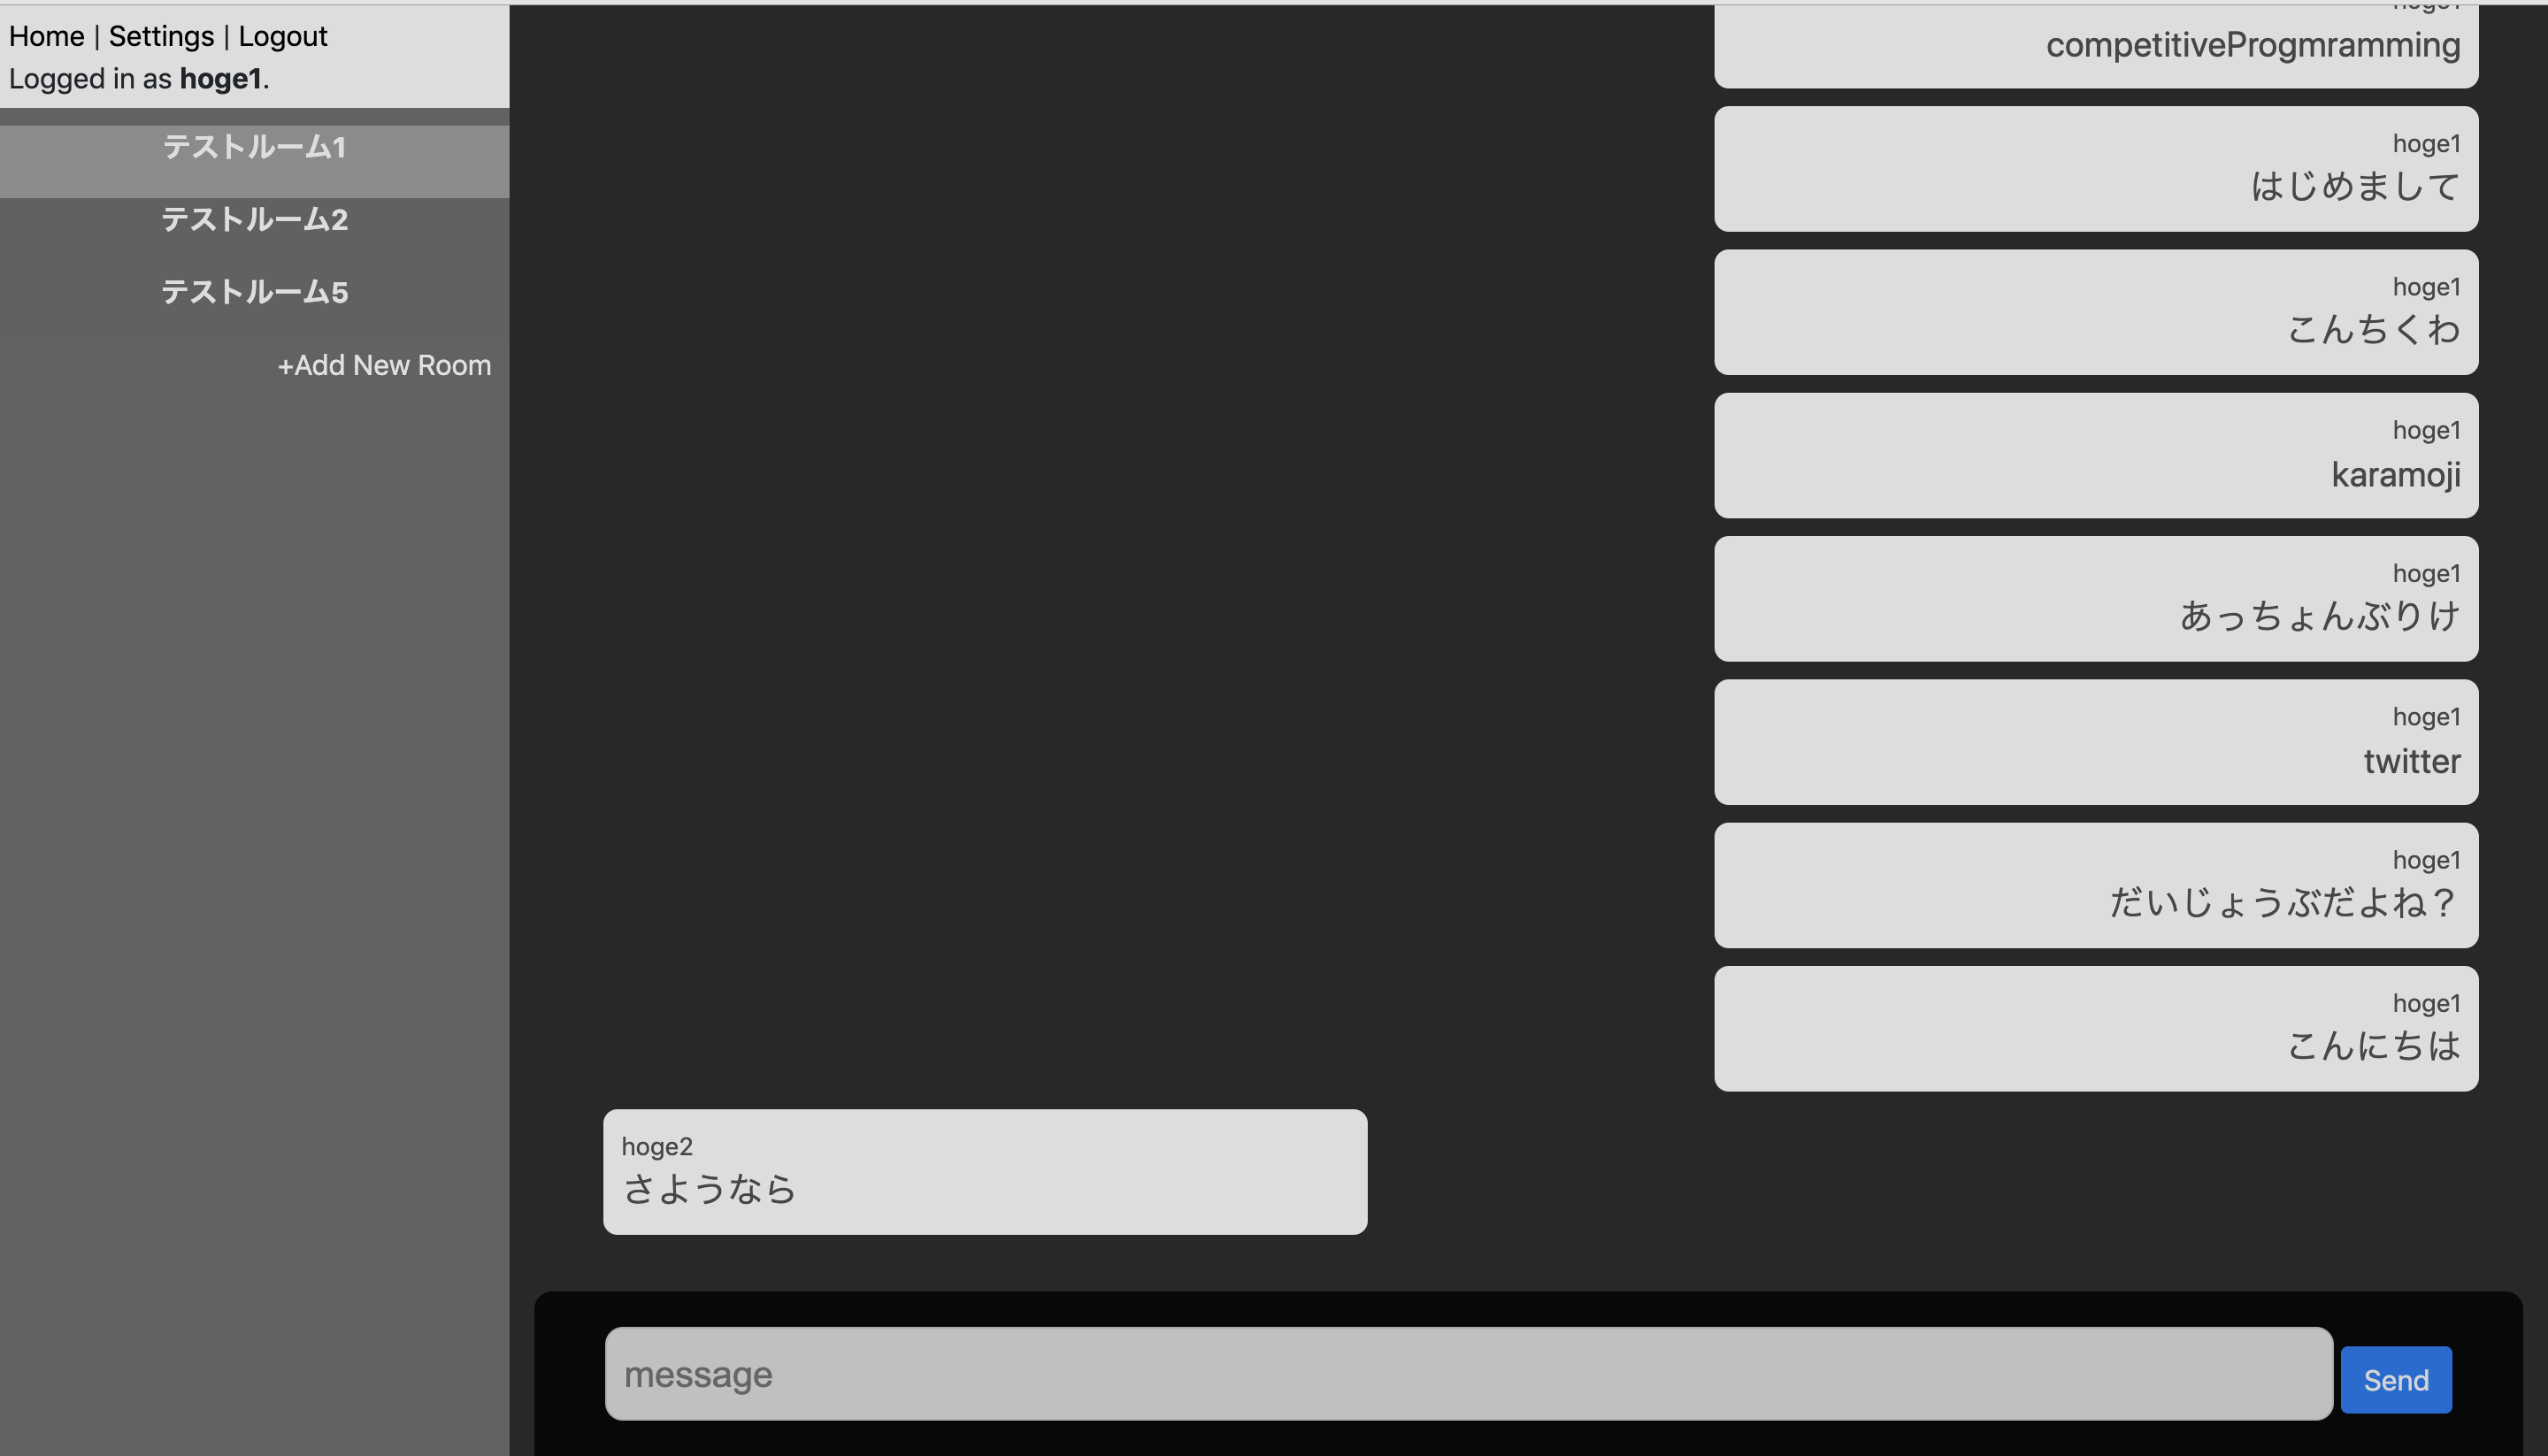 Home | Settings | Logout
Logged in as hoge1.
テストルーム1
テストルーム2
テストルーム5
+Add New Room
hoge1
competitiveProgmramming
hoge1
はじめまして
hoge1
こんちくわ
hoge1
karamoji
hoge1
あっちょんぶりけ
hoge1
twitter
hoge1
だいじょうぶだよね？
hoge1
こんにちは
hoge2
さようなら
message
Send